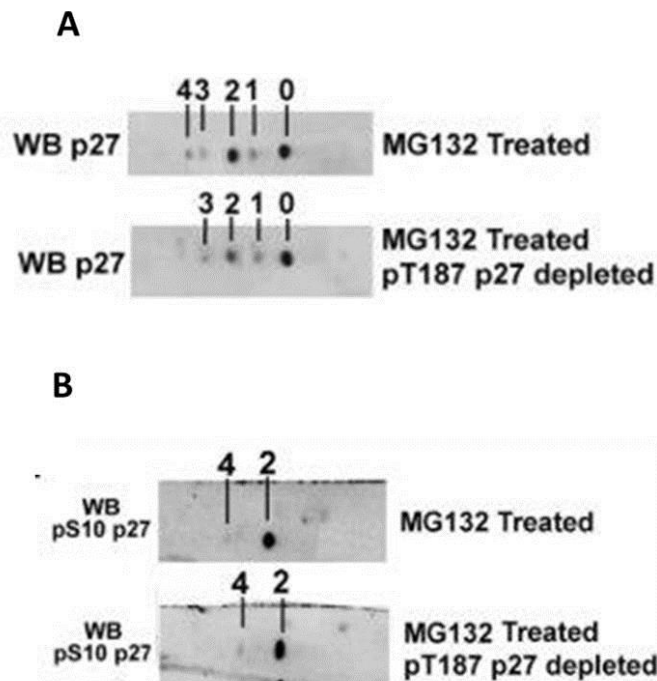 A
4 3 2 1 0
WB p27
MG132 Treated
3 2 1 0
WB p27
MG132 Treated
pT187 p27 depleted
B
4 2
WB
pS10 p27
MG132 Treated
4 2
WB
pS10 p27
MG132 Treated
pT187 p27 depleted